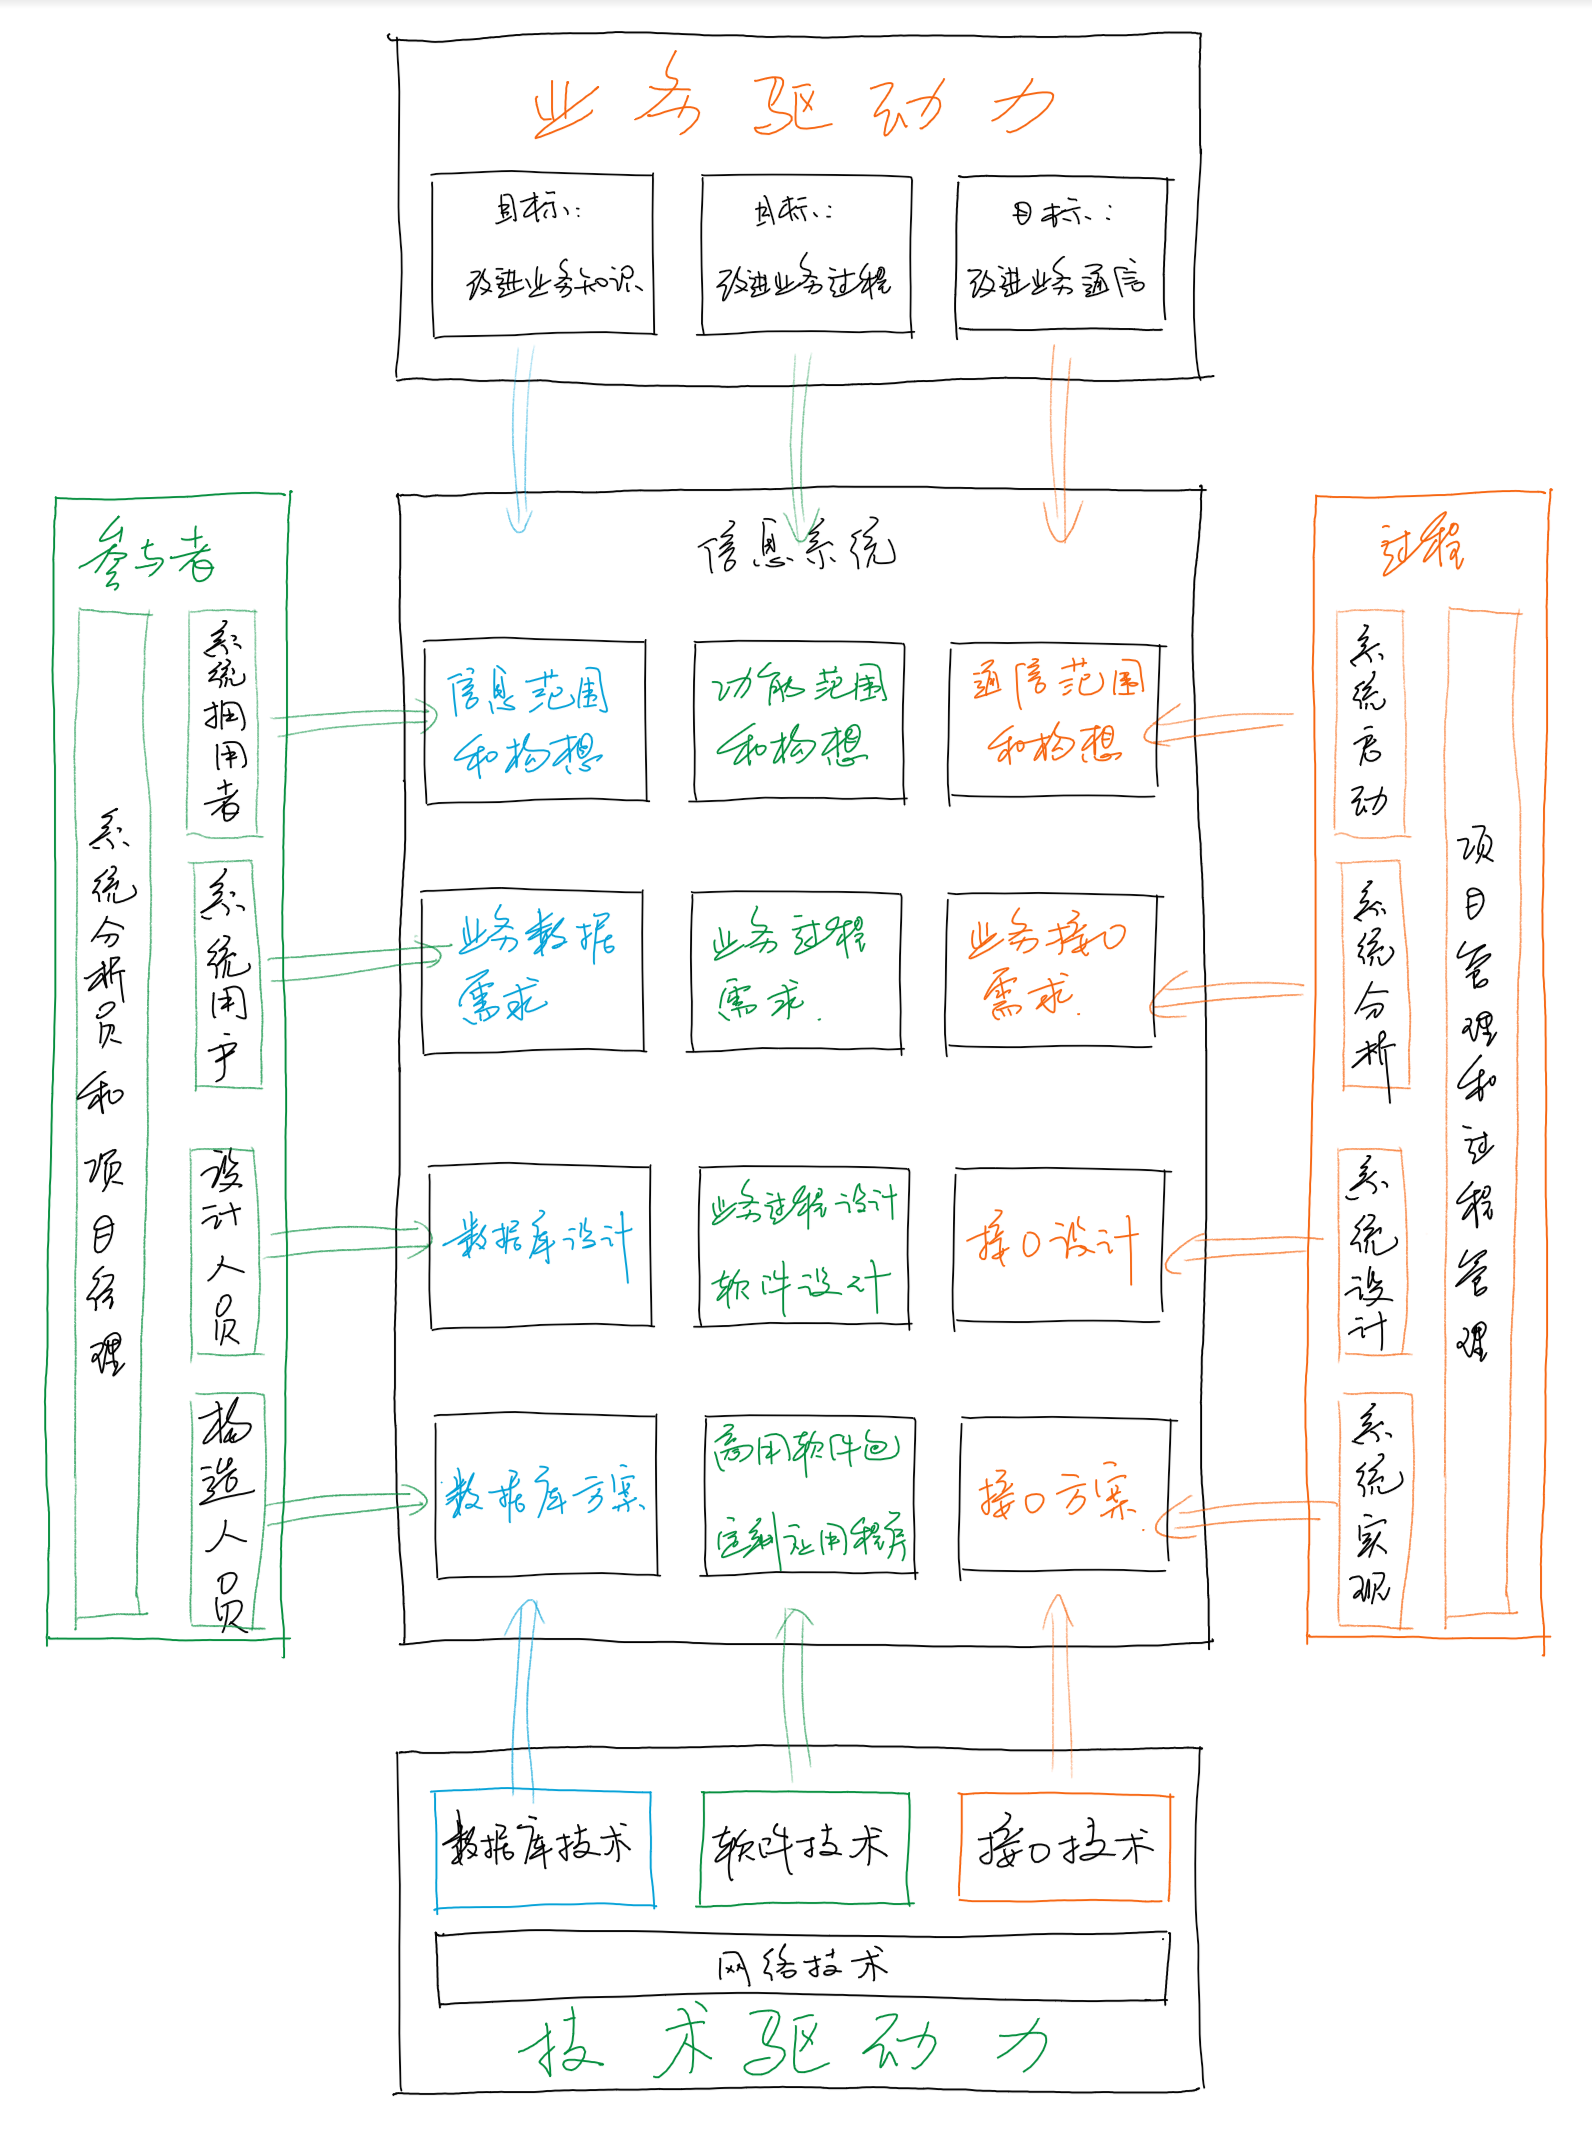 业务驱动力
目标：
改进业务知识
目标：
改进业务过程
目标：
改进业务通信
参与者
系统分析员和项目经理
系统拥用者
系统用户
设计人员
构造人员
信息系统
信息范围
和构想
功能范围
和构想
通信范围
和构想
业务数据
需求
业务过程
需求.
业务接口
需求.
数据库设计
业务过程设计
软件设计
接口设计
数据库方案
商用软件包
定制应用程序
接口方案.
过程
系统启动
系统分析
系统设计
系统实现
项目管理和过程管理
数据库技术
软件技术
接口技术
网络技术
技术驱动力